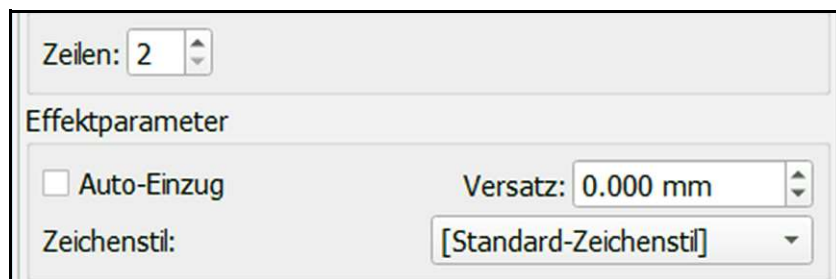 Zeilen: 2
Effektparameter
Auto-Einzug Versatz: 0.000 mm
Zeichenstil: [Standard-Zeichenstil]